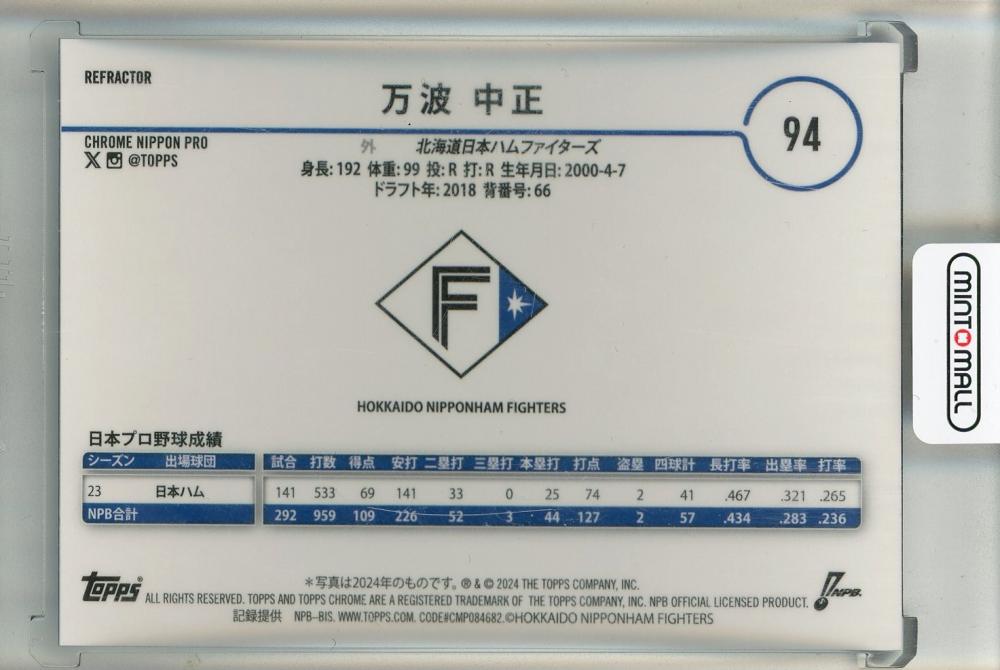 REFRACTOR
万波 中正
94
CHROME NIPPON PRO
@TOPPS
外 北海道日本ハムファイターズ
身長: 192 体重: 99 投: R 打: R 生年月日: 2000-4-7
ドラフト年: 2018 背番号: 66
F
HOKKAIDO NIPPONHAM FIGHTERS
MINTMALL
日本プロ野球成績
シーズン 出場球団 試合 打数 得点 安打 二塁打 三塁打 本塁打 打点 盗塁 四球計 長打率 出塁率 打率
23 日本ハム 141 533 69 141 33 0 25 74 2 41 .467 .321 .265
NPB合計 292 959 109 226 52 3 44 127 2 57 .434 .283 .236
Topps
＊写真は2024年のものです。 ® & © 2024 THE TOPPS COMPANY, INC.
ALL RIGHTS RESERVED. TOPPS AND TOPPS CHROME ARE A REGISTERED TRADEMARK OF THE TOPPS COMPANY, INC. NPB OFFICIAL LICENSED PRODUCT.
記録提供 NPB-BIS. WWW.TOPPS.COM. CODE#CMP084682.©HOKKAIDO NIPPONHAM FIGHTERS
NPB